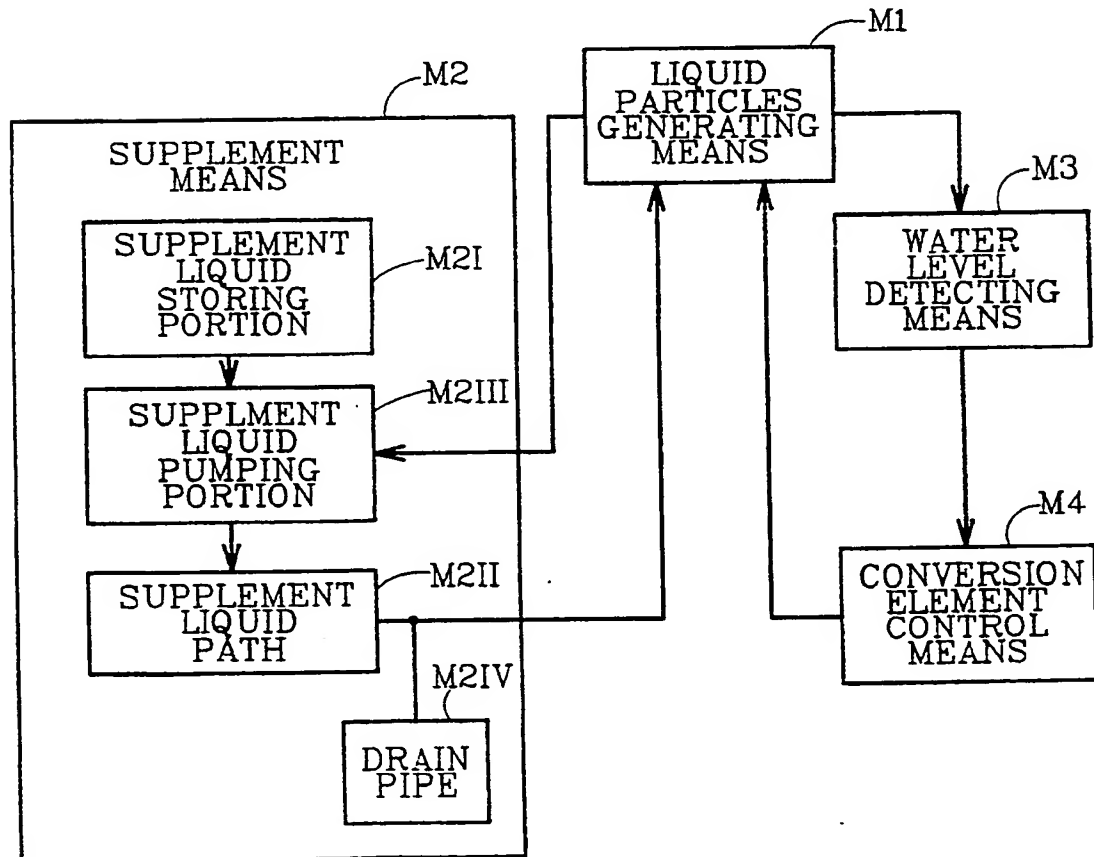 M1
LIQUID
PARTICLES
GENERATING
MEANS
M2
SUPPLEMENT
MEANS
M3
WATER
LEVEL
DETECTING
MEANS
SUPPLEMENT
LIQUID
STORING
PORTION
M2I
SUPPLMENT
LIQUID
PUMPING
PORTION
M2III
M4
CONVERSION
ELEMENT
CONTROL
MEANS
SUPPLEMENT
LIQUID
PATH
M2II
M2IV
DRAIN
PIPE